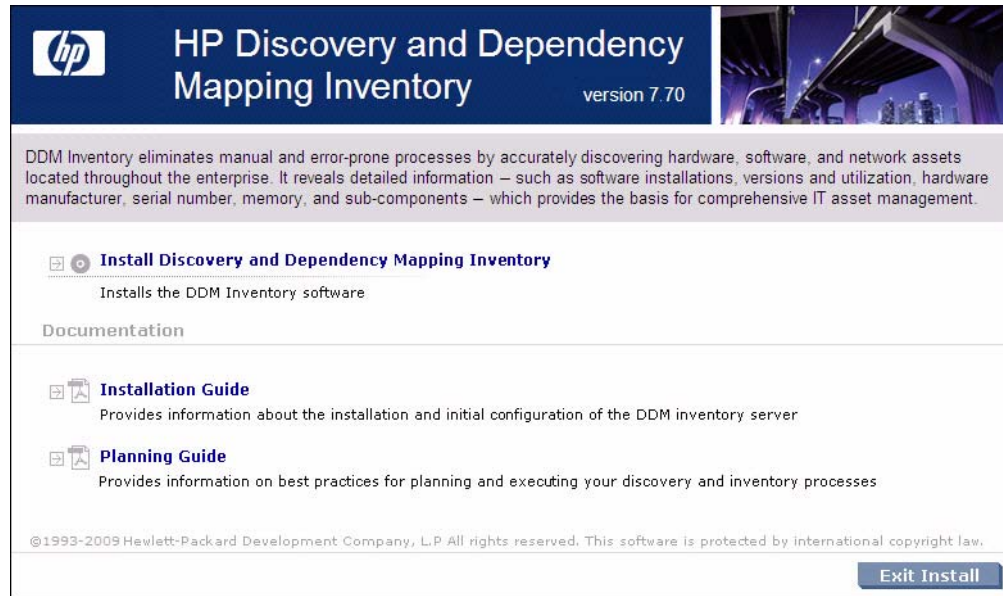 hp
HP Discovery and Dependency
Mapping Inventory
version 7.70
DDM Inventory eliminates manual and error-prone processes by accurately discovering hardware, software, and network assets
located throughout the enterprise. It reveals detailed information – such as software installations, versions and utilization, hardware
manufacturer, serial number, memory, and sub-components – which provides the basis for comprehensive IT asset management.
Install Discovery and Dependency Mapping Inventory
Installs the DDM Inventory software
Documentation
Installation Guide
Provides information about the installation and initial configuration of the DDM inventory server
Planning Guide
Provides information on best practices for planning and executing your discovery and inventory processes
©1993-2009 Hewlett-Packard Development Company, L.P All rights reserved. This software is protected by international copyright law.
Exit Install